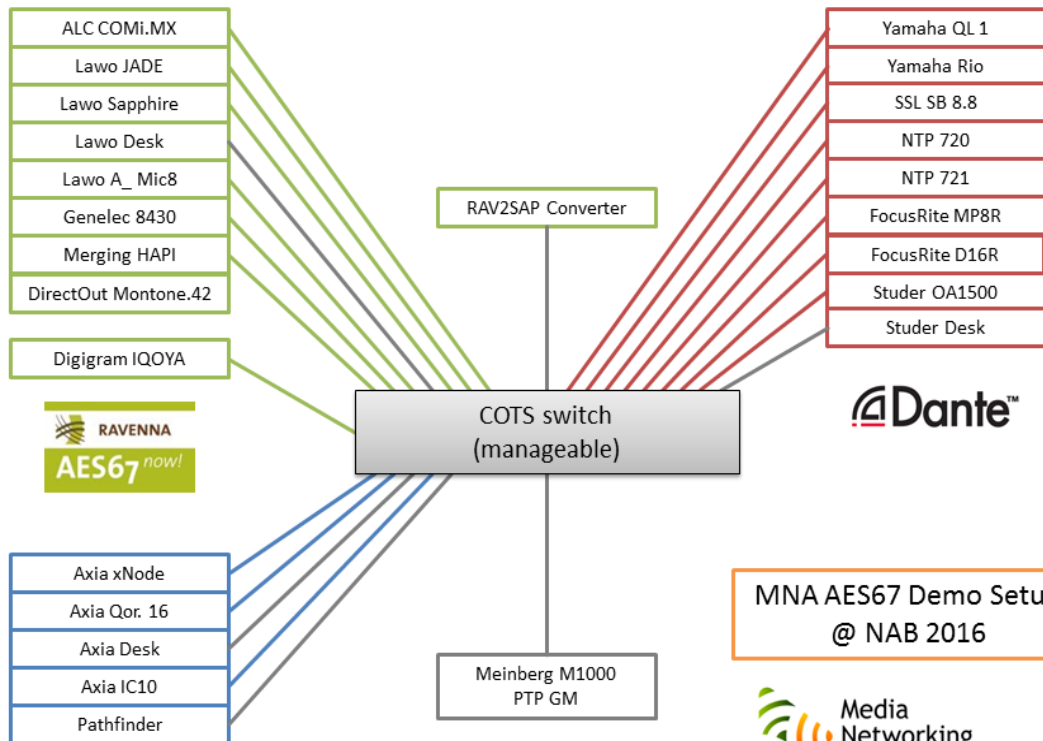 ALC COMi.MX
Lawo JADE
Lawo Sapphire
Lawo Desk
Lawo A_ Mic8
Genelec 8430
Merging HAPI
DirectOut Montone.42
Digigram IQOYA
RAVENNA
AES67 now!
RAV2SAP Converter
Yamaha QL 1
Yamaha Rio
SSL SB 8.8
NTP 720
NTP 721
FocusRite MP8R
FocusRite D16R
Studer OA1500
Studer Desk
Dante™
COTS switch
(manageable)
Axia xNode
Axia Qor. 16
Axia Desk
Axia IC10
Pathfinder
Meinberg M1000
PTP GM
MNA AES67 Demo Setu
@ NAB 2016
Media
Networking